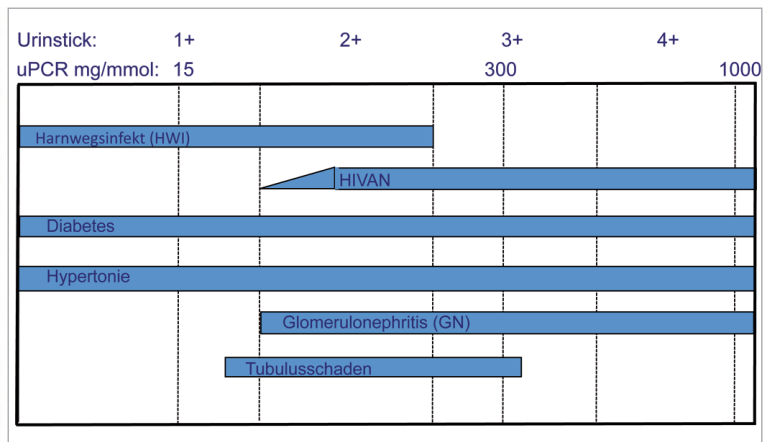 Urinstick: 1+ 2+ 3+ 4+
uPCR mg/mmol: 15 300 1000
Harnwegsinfekt (HWI)
HIVAN
Diabetes
Hypertonie
Glomerulonephritis (GN)
Tubulusschaden